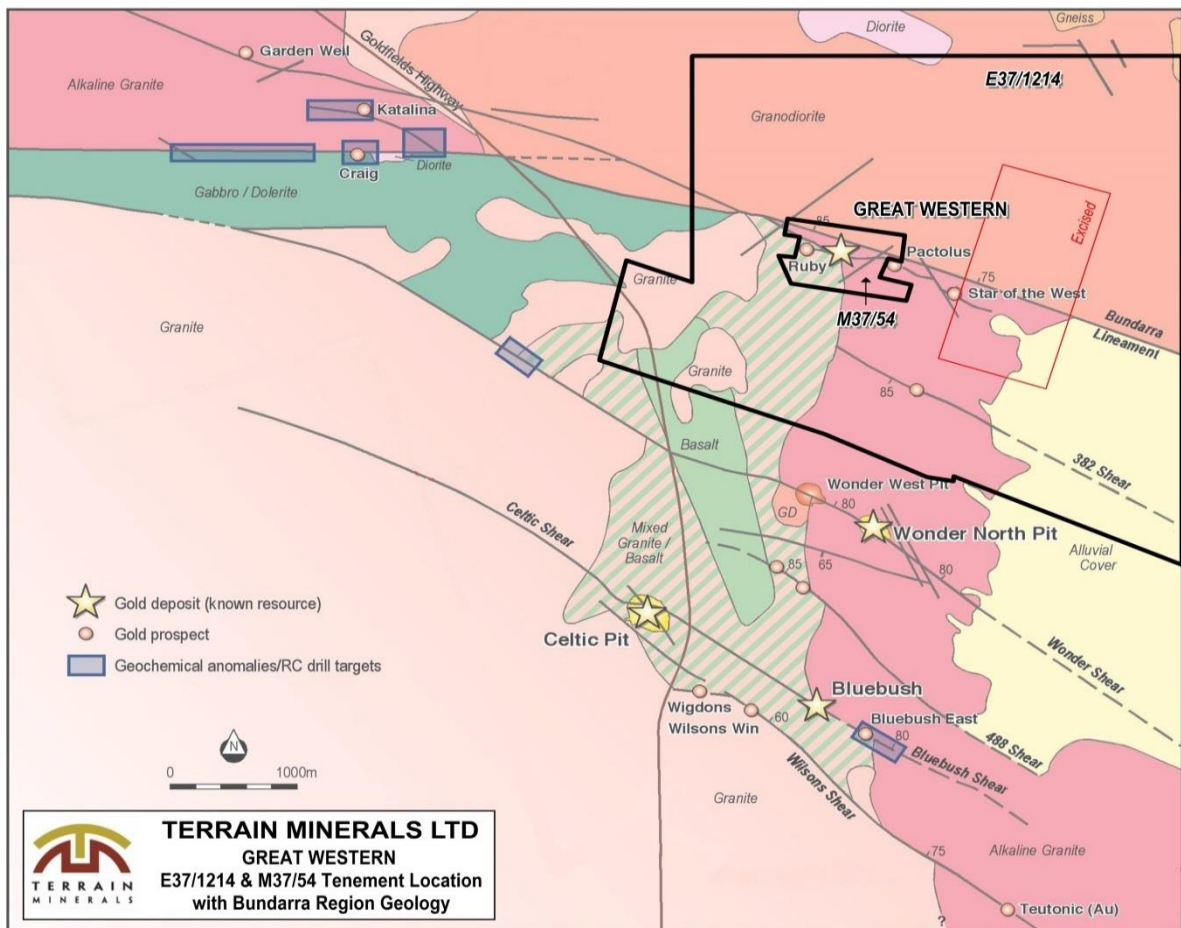 Gneiss
Diorite
E37/1214
Garden Well
Goldfields Highway
Alkaline Granite
Katalina
Granodiorite
Craig
Diorite
Gabbro / Dolerite
Excised
85
GREAT WESTERN
Ruby
Pactolus
75
Star of the West
M37/54
Bundarra
Lineament
Granite
Granite
Granite
85
Basalt
382 Shear
Wonder West Pit
80
GD
Wonder North Pit
Celtic Shear
Mixed
Granite /
Basalt
Alluvial
Cover
85
65
80
Gold deposit (known resource)
Gold prospect
Geochemical anomalies/RC drill targets
Celtic Pit
Wonder Shear
Bluebush
Wigdons
Wilsons Win
60
Bluebush East
80
488 Shear
Bluebush Shear
N
0
1000m
Wilsons Shear
Granite
75
Alkaline Granite
Teutonic (Au)
?
TERRAIN
MINERALS
TERRAIN MINERALS LTD
GREAT WESTERN
E37/1214 & M37/54 Tenement Location
with Bundarra Region Geology